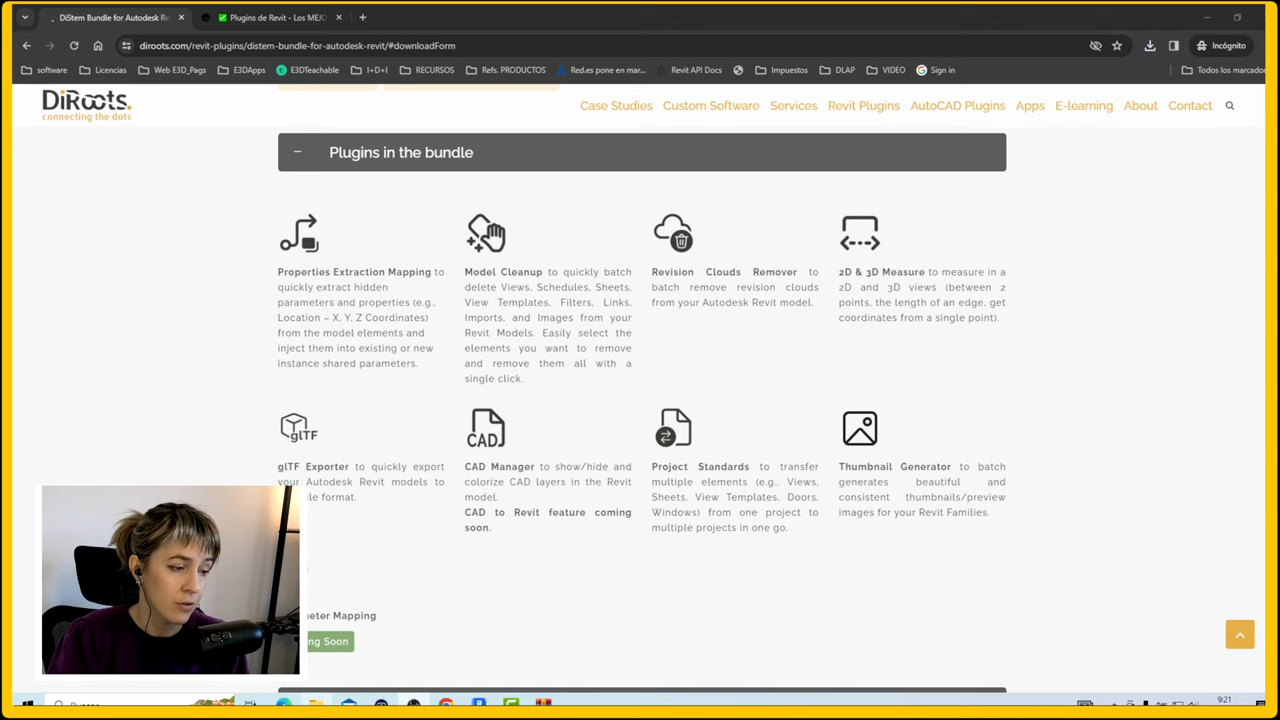 DiStem Bundle for Autodesk Re
Plugins de Revit - Los MEJO
diroots.com/revit-plugins/distem-bundle-for-autodesk-revit/#downloadForm
Incógnito
software
Licencias
Web E3D_Pags
E3DApps
E3DTeachable
I+D+I
RECURSOS
Refs. PRODUCTOS
Red.es pone en mar...
Revit API Docs
Impuestos
DLAP
VIDEO
Sign in
Todos los marcador
DiRoots.
connecting the dots
Case Studies
Custom Software
Services
Revit Plugins
AutoCAD Plugins
Apps
E-learning
About
Contact
Plugins in the bundle
Properties Extraction Mapping to
quickly extract hidden
parameters and properties (e.g.,
Location – X, Y, Z Coordinates)
from the model elements and
inject them into existing or new
instance shared parameters.
Model Cleanup to quickly batch
delete Views, Schedules, Sheets,
View Templates, Filters, Links,
Imports, and Images from your
Revit Models. Easily select the
elements you want to remove
and remove them all with a
single click.
Revision Clouds Remover to
batch remove revision clouds
from your Autodesk Revit model.
2D & 3D Measure to measure in a
2D and 3D views (between 2
points, the length of an edge, get
coordinates from a single point).
glTF
CAD
glTF Exporter to quickly export
your Autodesk Revit models to
le format.
CAD Manager to show/hide and
colorize CAD layers in the Revit
model.
CAD to Revit feature coming
soon.
Project Standards to transfer
multiple elements (e.g., Views,
Sheets, View Templates, Doors,
Windows) from one project to
multiple projects in one go.
Thumbnail Generator to batch
generates beautiful and
consistent thumbnails/preview
images for your Revit Families.
eter Mapping
ng Soon
9:21